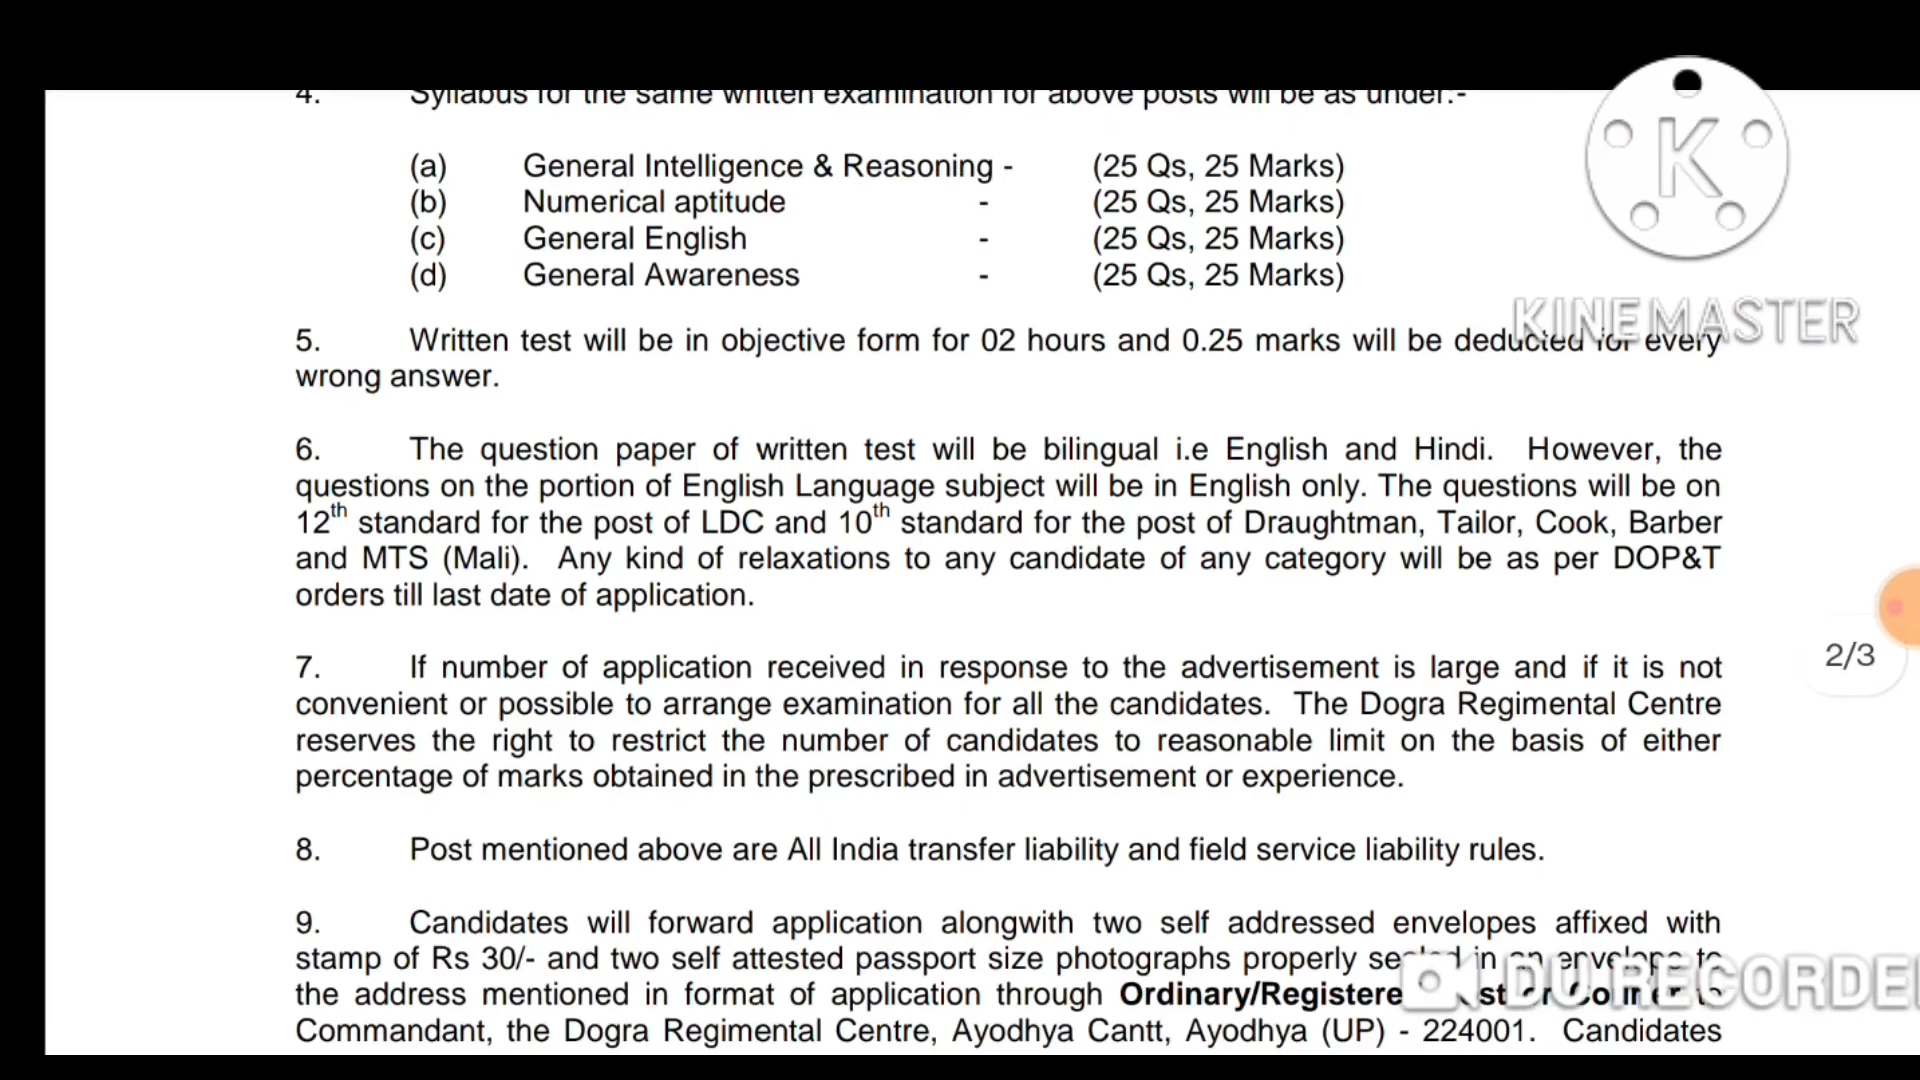 4. Syllabus for the same written examination for above posts will be as under:-
(a) General Intelligence & Reasoning - (25 Qs, 25 Marks)
(b) Numerical aptitude - (25 Qs, 25 Marks)
(c) General English - (25 Qs, 25 Marks)
(d) General Awareness - (25 Qs, 25 Marks)
K
KINEMASTER
5. Written test will be in objective form for 02 hours and 0.25 marks will be deducted for every
wrong answer.
6. The question paper of written test will be bilingual i.e English and Hindi. However, the
questions on the portion of English Language subject will be in English only. The questions will be on
12th standard for the post of LDC and 10th standard for the post of Draughtman, Tailor, Cook, Barber
and MTS (Mali). Any kind of relaxations to any candidate of any category will be as per DOP&T
orders till last date of application.
2/3
7. If number of application received in response to the advertisement is large and if it is not
convenient or possible to arrange examination for all the candidates. The Dogra Regimental Centre
reserves the right to restrict the number of candidates to reasonable limit on the basis of either
percentage of marks obtained in the prescribed in advertisement or experience.
8. Post mentioned above are All India transfer liability and field service liability rules.
9. Candidates will forward application alongwith two self addressed envelopes affixed with
stamp of Rs 30/- and two self attested passport size photographs properly sealed in an envelope to
the address mentioned in format of application through Ordinary/Registered Post or Courier to
Commandant, the Dogra Regimental Centre, Ayodhya Cantt, Ayodhya (UP) - 224001. Candidates
DU RECORDE